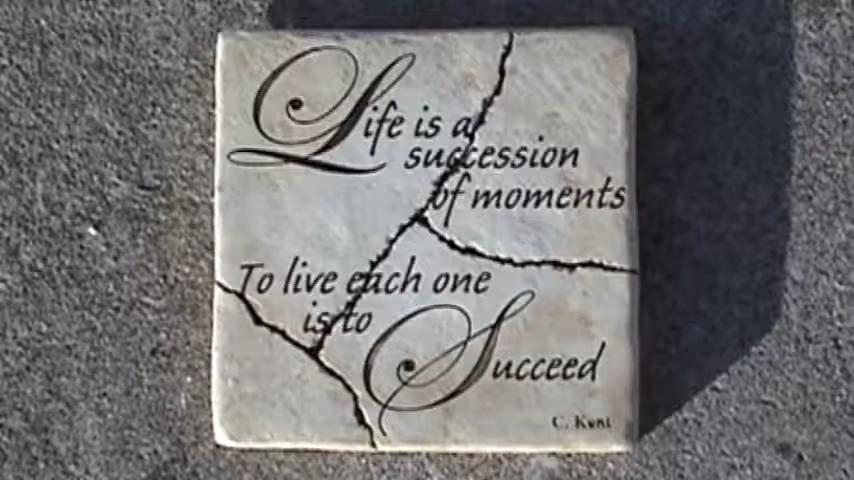 Life is a
succession
of moments
To live each one
is to
Succeed
C. Kent